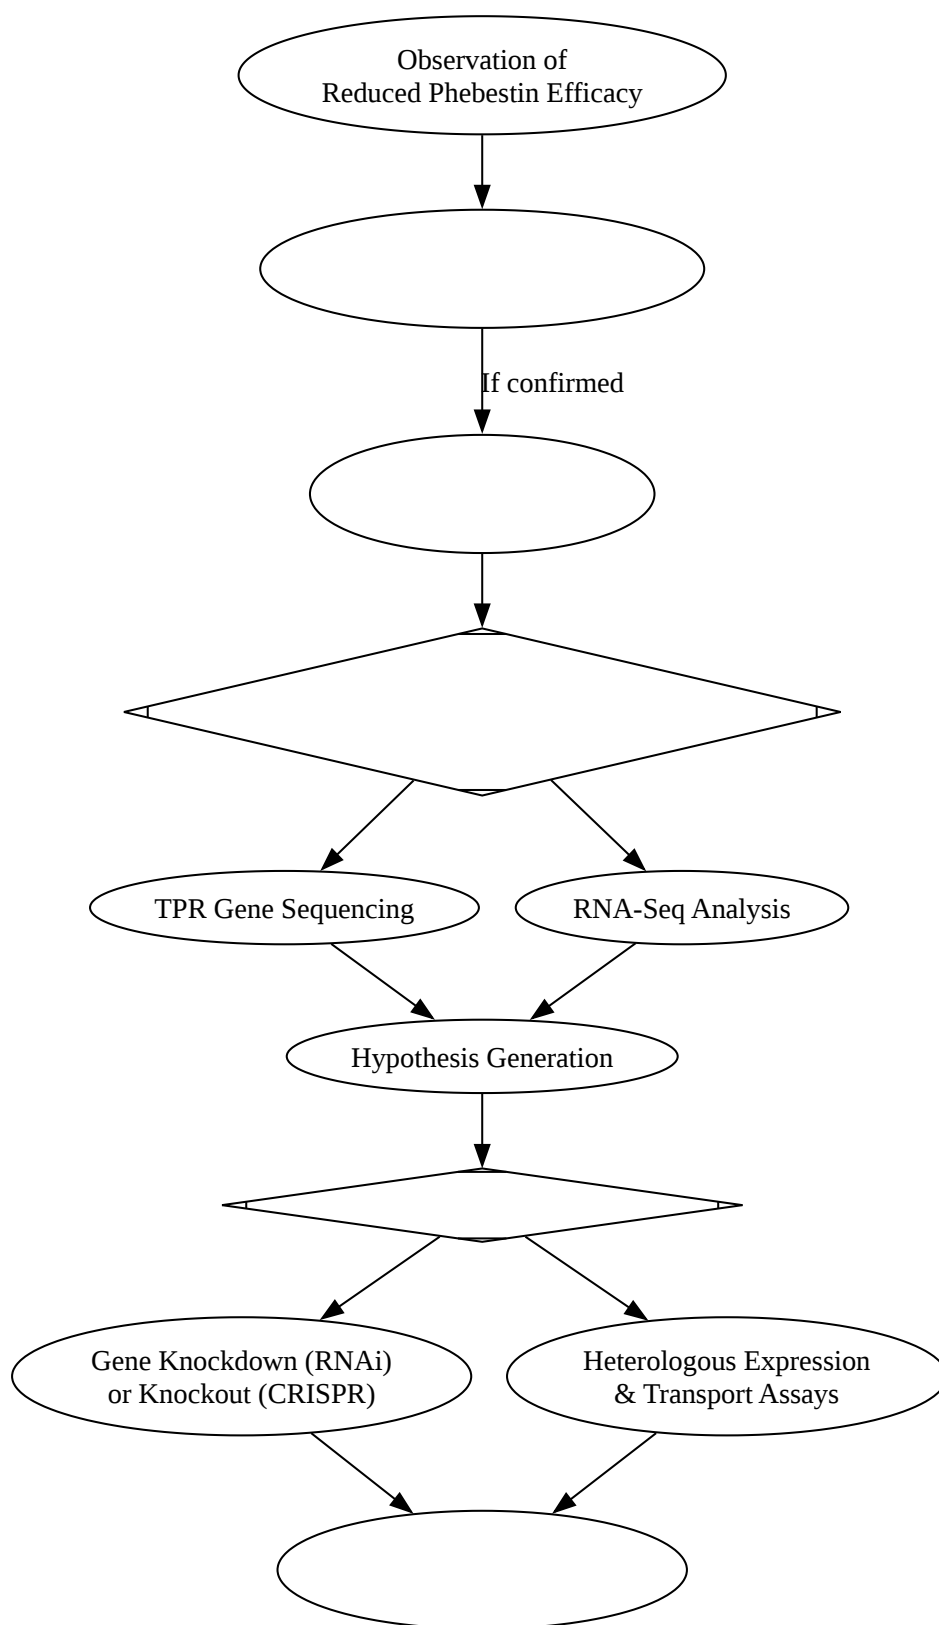 Observation of
Reduced Phebestin Efficacy
If confirmed
TPR Gene Sequencing
RNA-Seq Analysis
Hypothesis Generation
Gene Knockdown (RNAi)
or Knockout (CRISPR)
Heterologous Expression
& Transport Assays